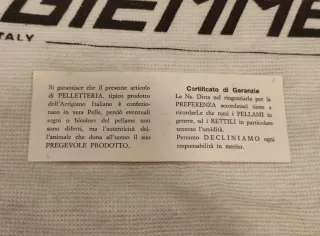 GIEMME
ITALY
Si garantisce che il presente articolo
di PELLETTERIA, tipico prodotto
dell'Artigiano Italiano è confezio-
nato in vera Pelle, perciò eventuali
segni o bicolore del pellame non
sono difetti, ma l'autenticità del-
l'animale che dona all'uomo il suo
PREGEVOLE PRODOTTO.
Certificato di Garanzia
La Ns. Ditta nel ringraziarLa per la
PREFERENZA accordataci tiene a
ricordarLe che tutti i PELLAMI in
genere, ed i RETTILI in particolare
temono l'umidità.
Pertanto DECLINIAMO ogni
responsabilità in merito.